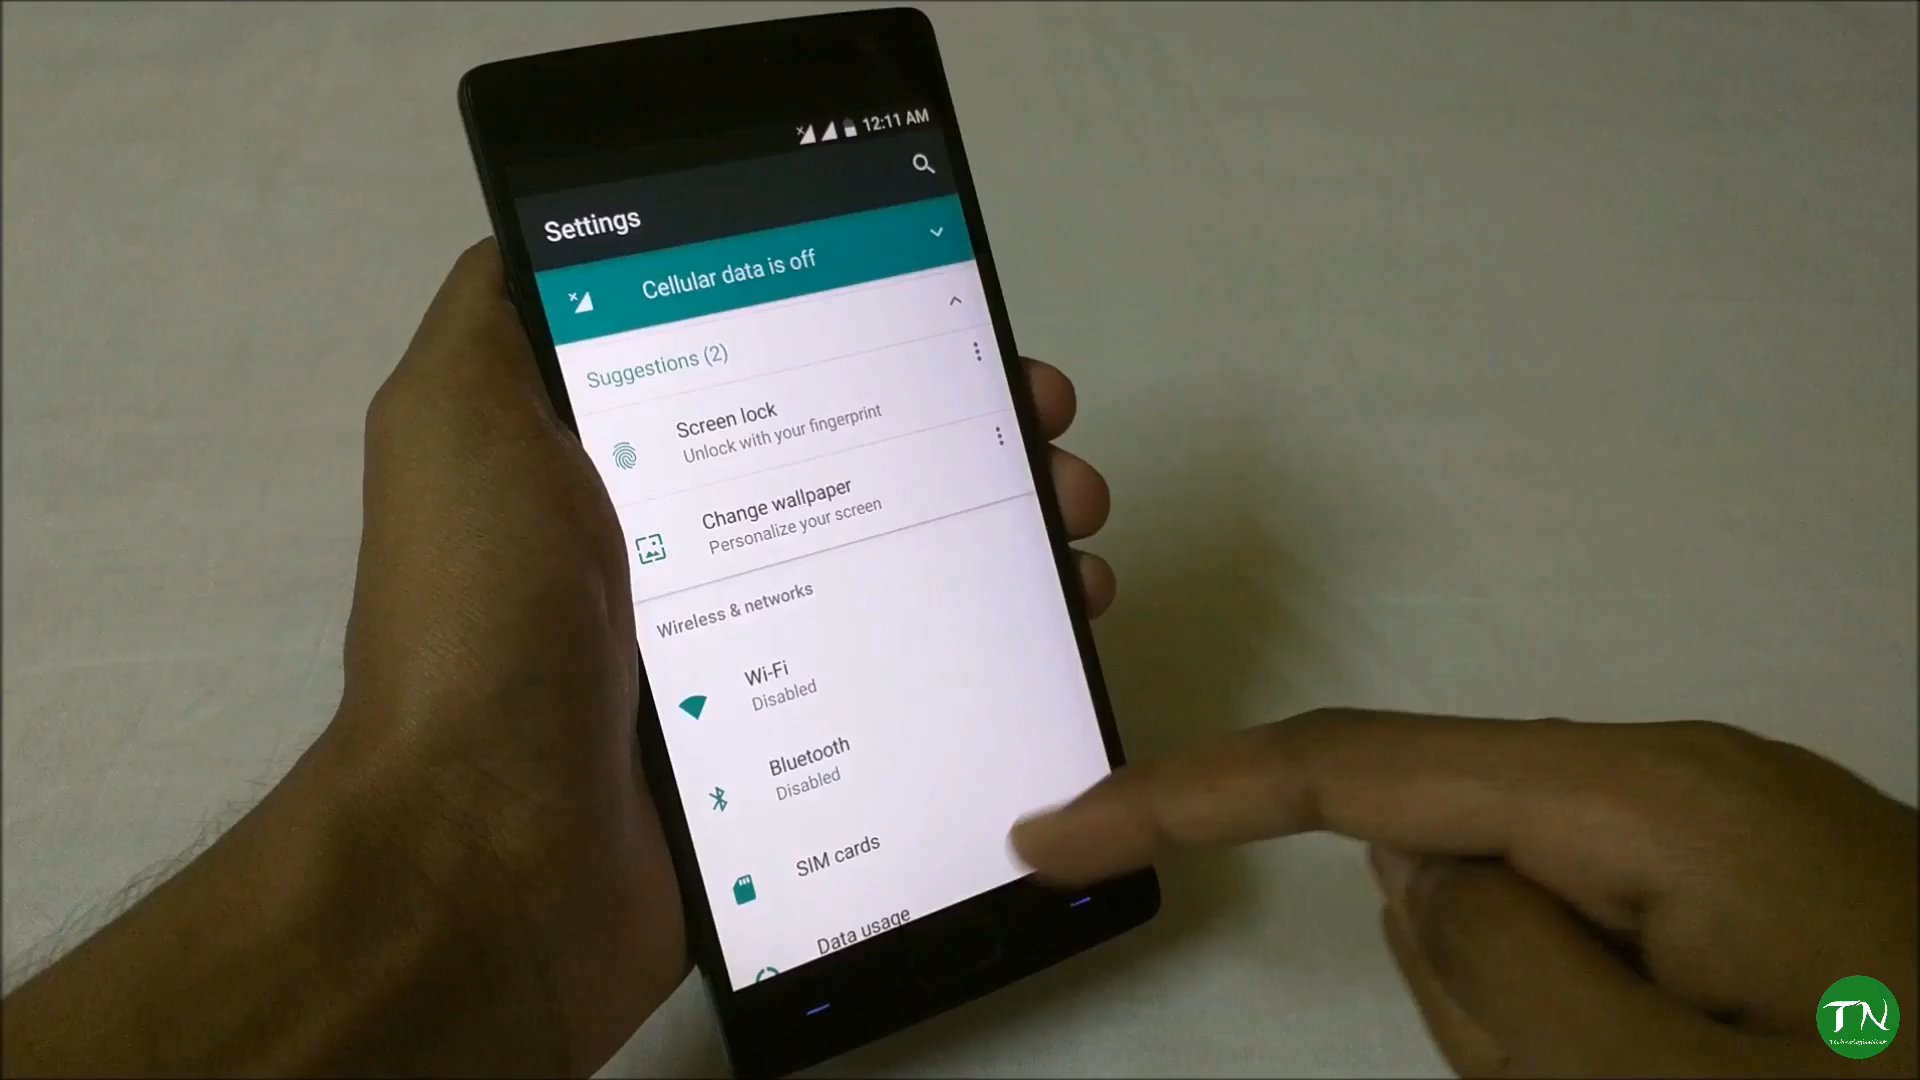 12:11 AM
Settings
Cellular data is off
Suggestions (2)
Screen lock
Unlock with your fingerprint
Change wallpaper
Personalize your screen
Wireless & networks
Wi-Fi
Disabled
Bluetooth
Disabled
SIM cards
Data usage
TN